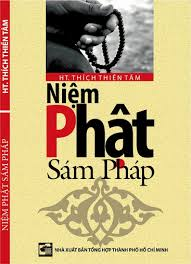 HT. THÍCH THIỀN TÂM
NIỆM PHẬT SÁM PHÁP
HT. THÍCH THIỀN TÂM
Niệm
Phật
Sám Pháp
NHÀ XUẤT BẢN TỔNG HỢP THÀNH PHỐ HỒ CHÍ MINH